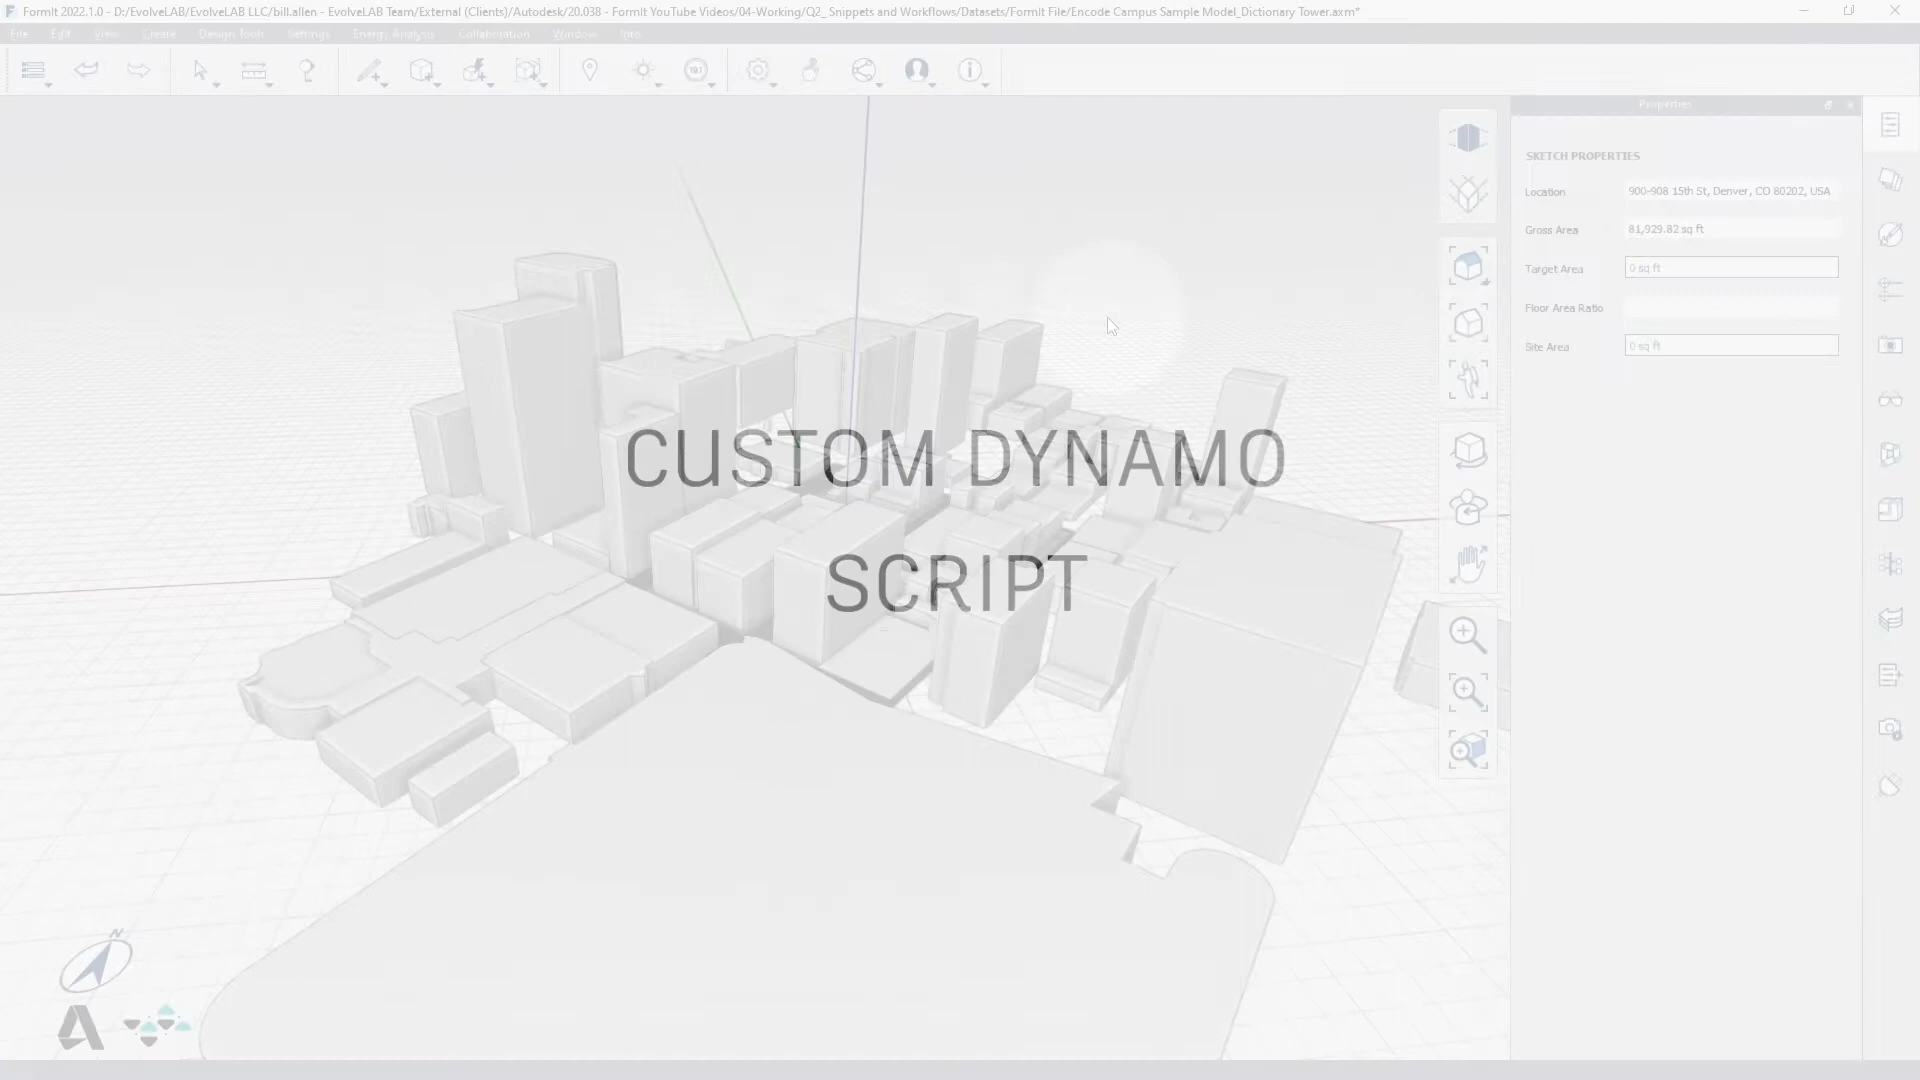 FormIt 2022.1.0 - D:/EvolveLAB/EvolveLAB LLC/bill.allen - EvolveLAB Team/External (Clients)/Autodesk/20.038 - FormIt YouTube Videos/04-Working/Q2_ Snippets and Workflows/Datasets/FormIt File/Encode Campus Sample Model_Dictionary Tower.axm*
File Edit View Create Design Tools Settings Energy Analysis Collaboration Window Info
191
Properties
SKETCH PROPERTIES
Location 900-908 15th St, Denver, CO 80202, USA
Gross Area 81,929.82 sq ft
Target Area 0 sq ft
Floor Area Ratio
Site Area 0 sq ft
CUSTOM DYNAMO
SCRIPT
N